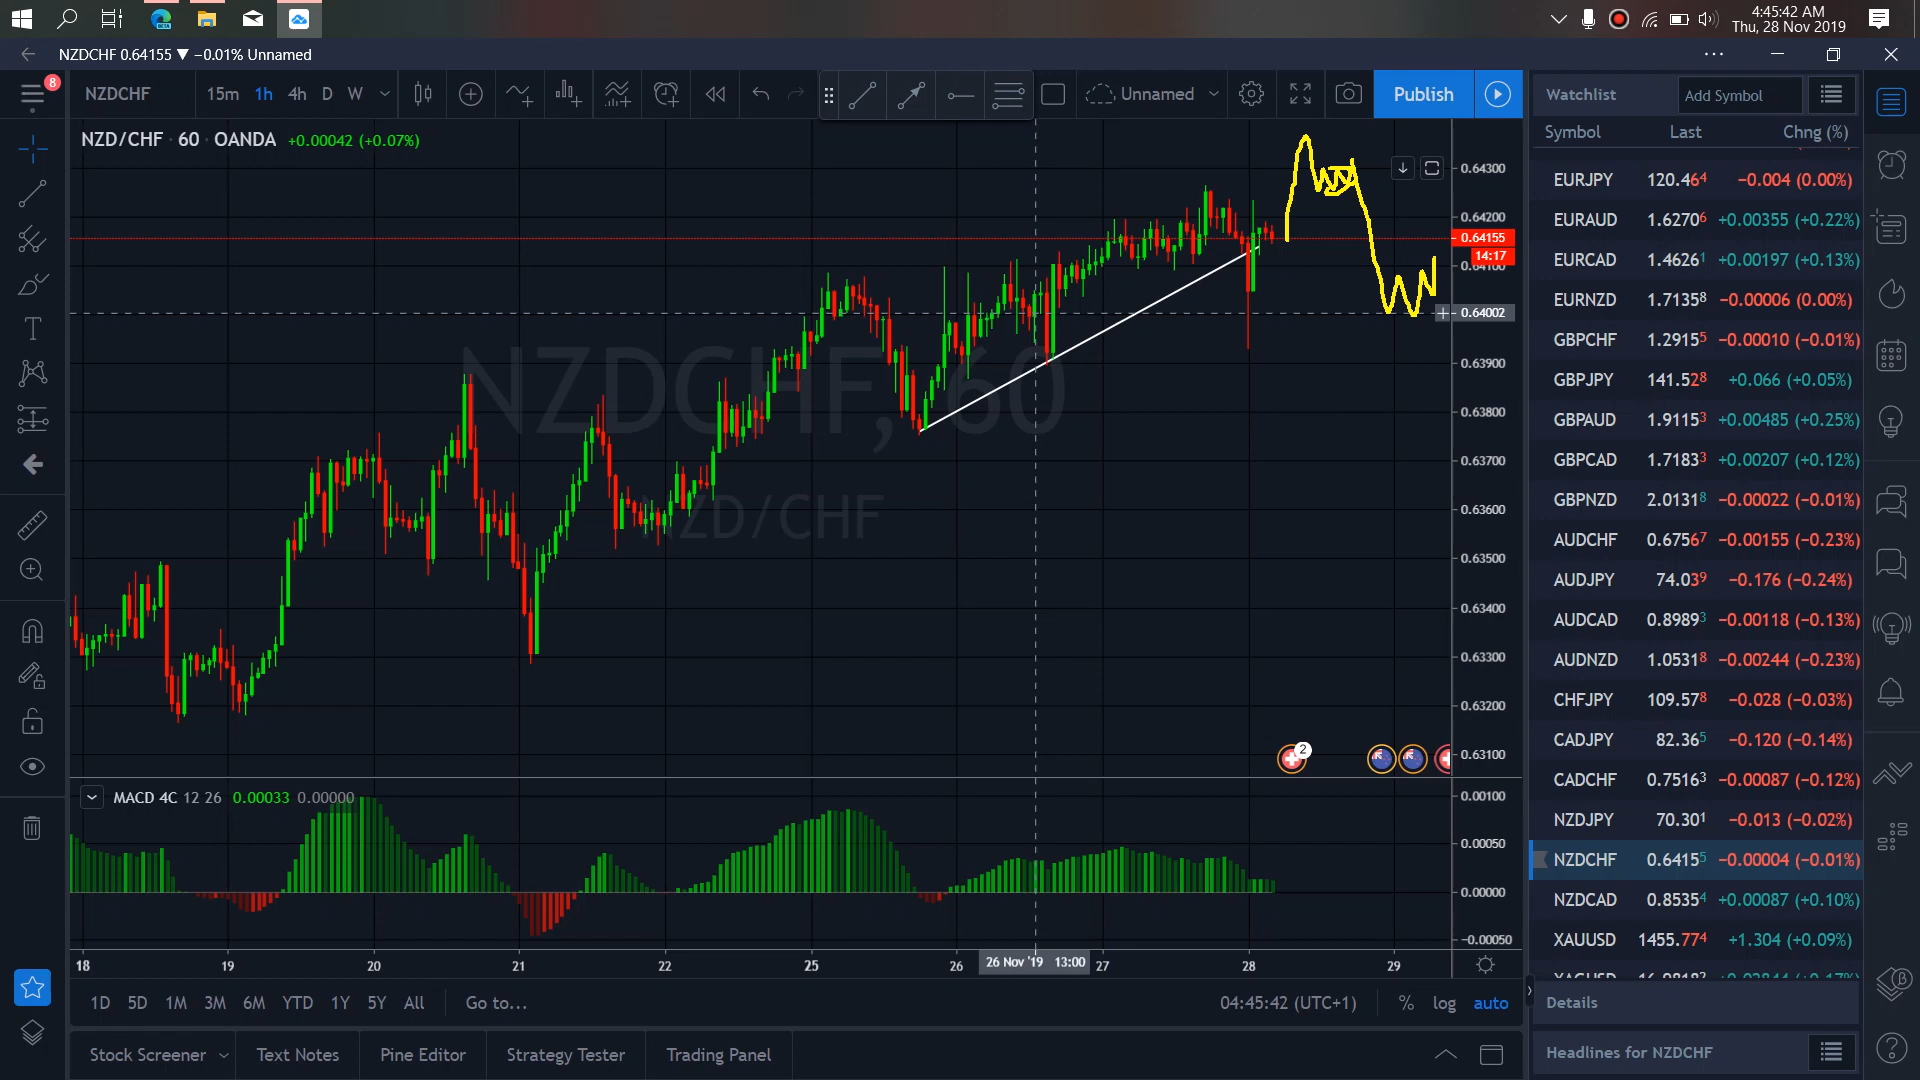 4:45:42 AM
Thu, 28 Nov 2019
NZDCHF 0.64155 ▼ −0.01% Unnamed
8
NZDCHF 15m 1h 4h D W Unnamed Publish
Watchlist Add Symbol
Symbol Last Chng (%)
NZD/CHF · 60 · OANDA +0.00042 (+0.07%)
NZDCHF, 60
NZD/CHF
0.64300
0.64200
0.64155
14:17
0.64100
0.64002
0.63900
0.63800
0.63700
0.63600
0.63500
0.63400
0.63300
0.63200
0.63100
2
MACD 4C 12 26 0.00033 0.00000
0.00100
0.00050
0.00000
−0.00050
18 19 20 21 22 25 26 26 Nov '19 13:00 27 28 29
1D 5D 1M 3M 6M YTD 1Y 5Y All Go to... 04:45:42 (UTC+1) % log auto
Stock Screener Text Notes Pine Editor Strategy Tester Trading Panel
EURJPY 120.464 −0.004 (0.00%)
EURAUD 1.62706 +0.00355 (+0.22%)
EURCAD 1.46261 +0.00197 (+0.13%)
EURNZD 1.71358 −0.00006 (0.00%)
GBPCHF 1.29155 −0.00010 (−0.01%)
GBPJPY 141.528 +0.066 (+0.05%)
GBPAUD 1.91153 +0.00485 (+0.25%)
GBPCAD 1.71833 +0.00207 (+0.12%)
GBPNZD 2.01318 −0.00022 (−0.01%)
AUDCHF 0.67567 −0.00155 (−0.23%)
AUDJPY 74.039 −0.176 (−0.24%)
AUDCAD 0.89893 −0.00118 (−0.13%)
AUDNZD 1.05318 −0.00244 (−0.23%)
CHFJPY 109.578 −0.028 (−0.03%)
CADJPY 82.365 −0.120 (−0.14%)
CADCHF 0.75163 −0.00087 (−0.12%)
NZDJPY 70.301 −0.013 (−0.02%)
NZDCHF 0.64155 −0.00004 (−0.01%)
NZDCAD 0.85354 +0.00087 (+0.10%)
XAUUSD 1455.774 +1.304 (+0.09%)
Details
Headlines for NZDCHF